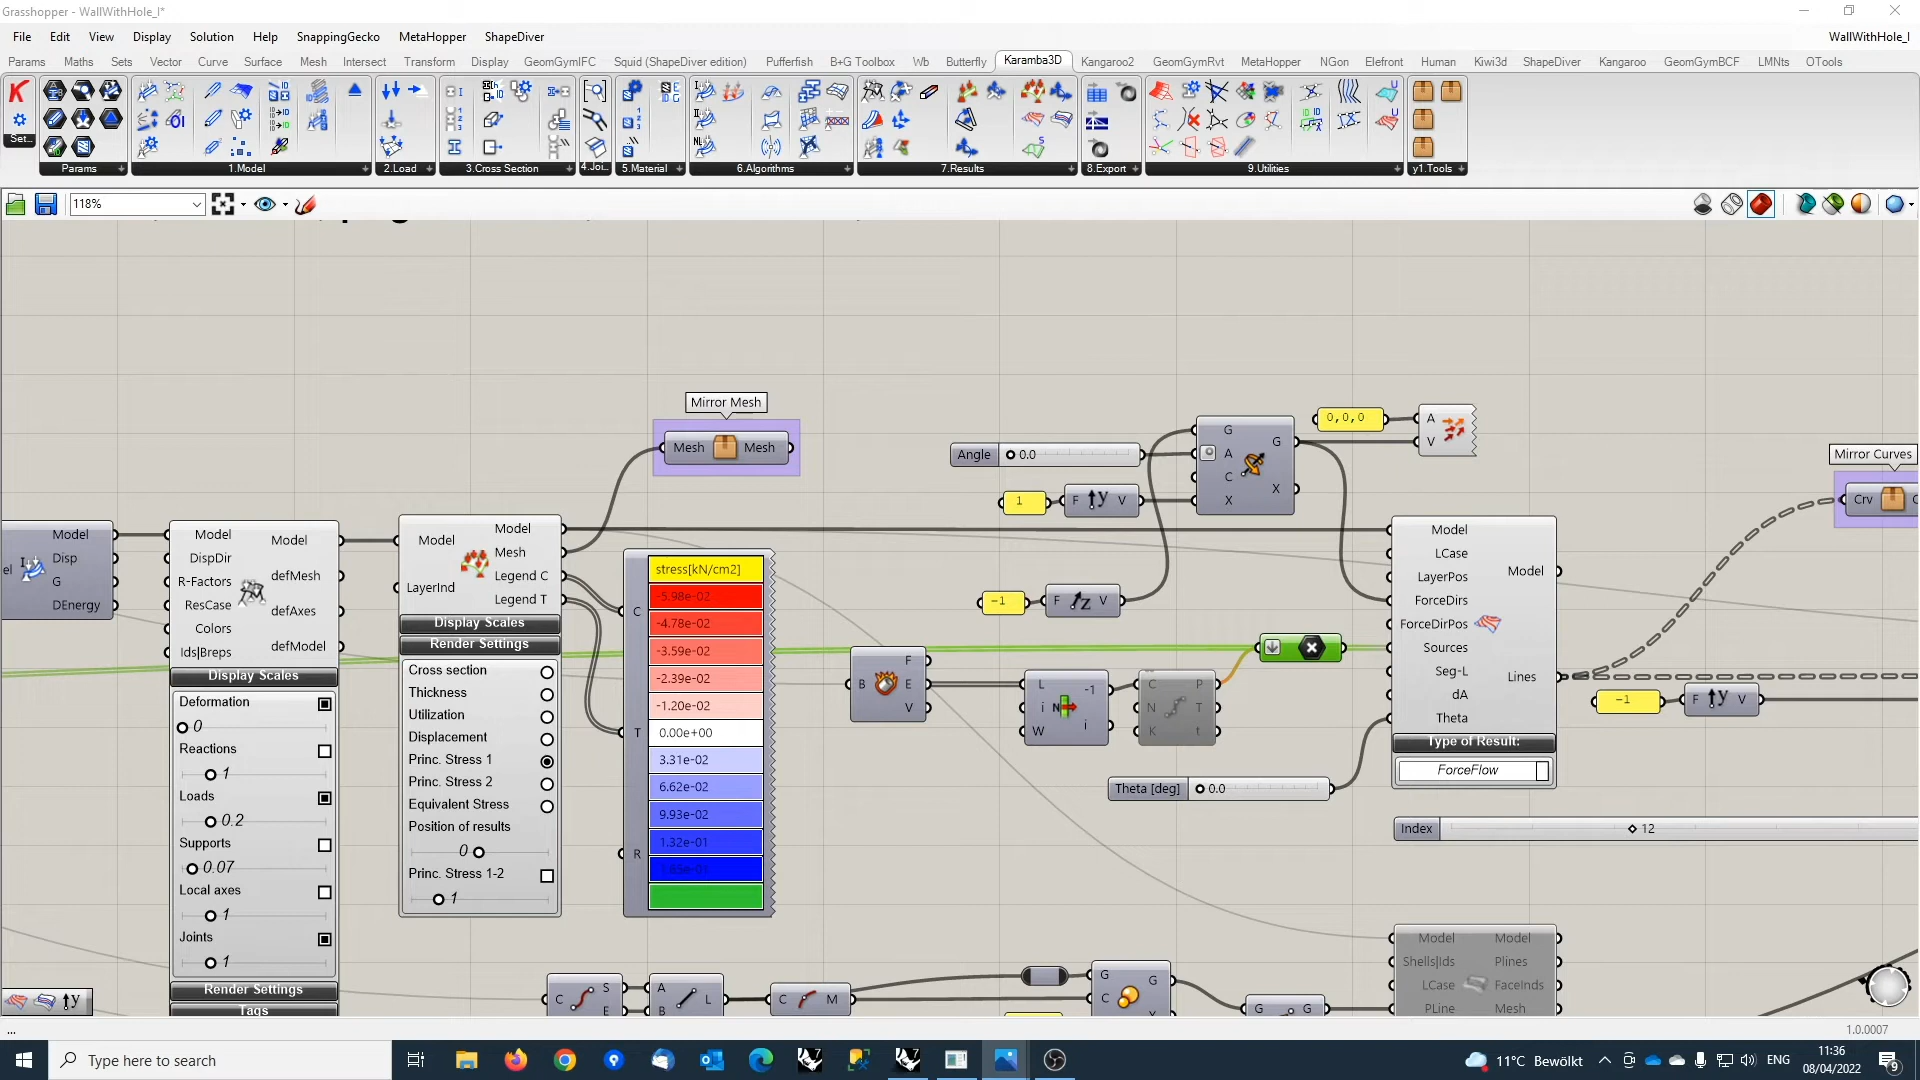 Grasshopper - WallWithHole_I*
File Edit View Display Solution Help SnappingGecko MetaHopper ShapeDiver WallWithHole_I
Params Maths Sets Vector Curve Surface Mesh Intersect Transform Display GeomGymIFC Squid (ShapeDiver edition) Pufferfish B+G Toolbox Wb Butterfly Karamba3D Kangaroo2 GeomGymRvt MetaHopper NGon Elefront Human Kiwi3d ShapeDiver Kangaroo GeomGymBCF LMNts OTools
Set...
Params 1.Model 2.Load 3.Cross Section 4.Joi... 5.Material 6.Algorithms 7.Results 8.Export 9.Utilities y1.Tools
118%
Mirror Mesh
Mesh Mesh
Angle 0.0
1 F V
G A C X G X
0,0,0
A V
Mirror Curves
Crv
Model
Disp
G
DEnergy
Model
DispDir
R-Factors
ResCase
Colors
Ids|Breps
Model
defMesh
defAxes
defModel
Display Scales
Deformation
0
Reactions
1
Loads
0.2
Supports
0.07
Local axes
1
Joints
1
Render Settings
Tags
Model
LayerInd
Model
Mesh
Legend C
Legend T
Display Scales
Render Settings
Cross section
Thickness
Utilization
Displacement
Princ. Stress 1
Princ. Stress 2
Equivalent Stress
Position of results
0
Princ. Stress 1-2
1
C
T
R
stress[kN/cm2]
-5.98e-02
-4.78e-02
-3.59e-02
-2.39e-02
-1.20e-02
0.00e+00
3.31e-02
6.62e-02
9.93e-02
1.32e-01
-1 F Z V
B F E V
L i W -1 i
C N K P T t
Theta [deg] 0.0
Model
LCase
LayerPos
ForceDirs
ForceDirPos
Sources
Seg-L
dA
Theta
Model
Lines
Type of Result:
ForceFlow
-1 F y V
Index 12
Model Model
Shells|Ids Plines
LCase FaceInds
PLine Mesh
C S E
A B L
C M
G C G
G G
...
1.0.0007
Type here to search
11°C Bewölkt
ENG
11:36
08/04/2022
9